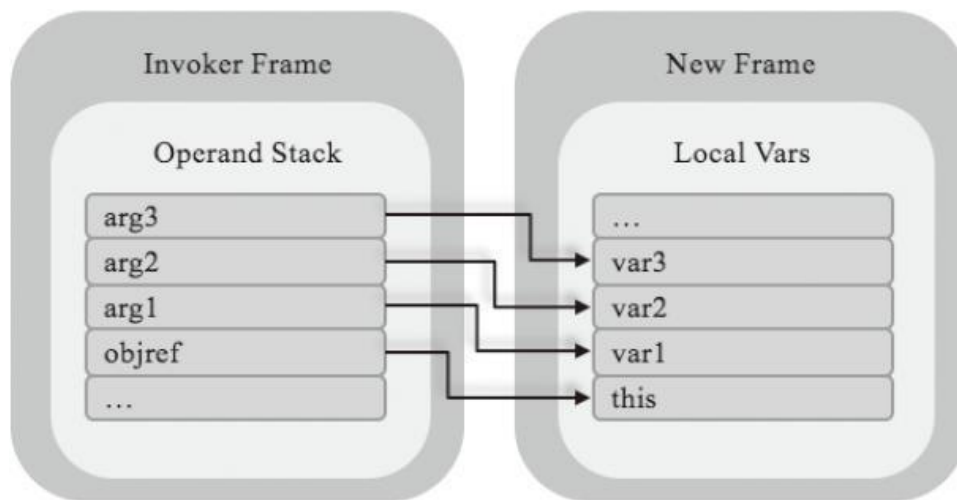 Invoker Frame
New Frame
Operand Stack
Local Vars
arg3
...
arg2
var3
arg1
var2
objref
var1
...
this